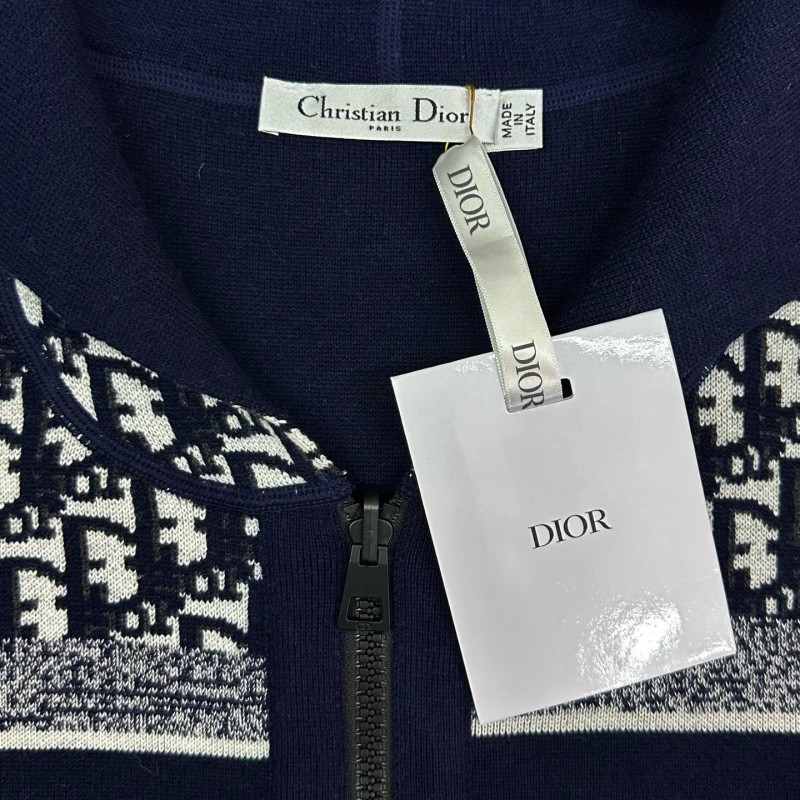 Christian Dior
PARIS
MADE
IN
ITALY
DIOR
DIOR
DIOR